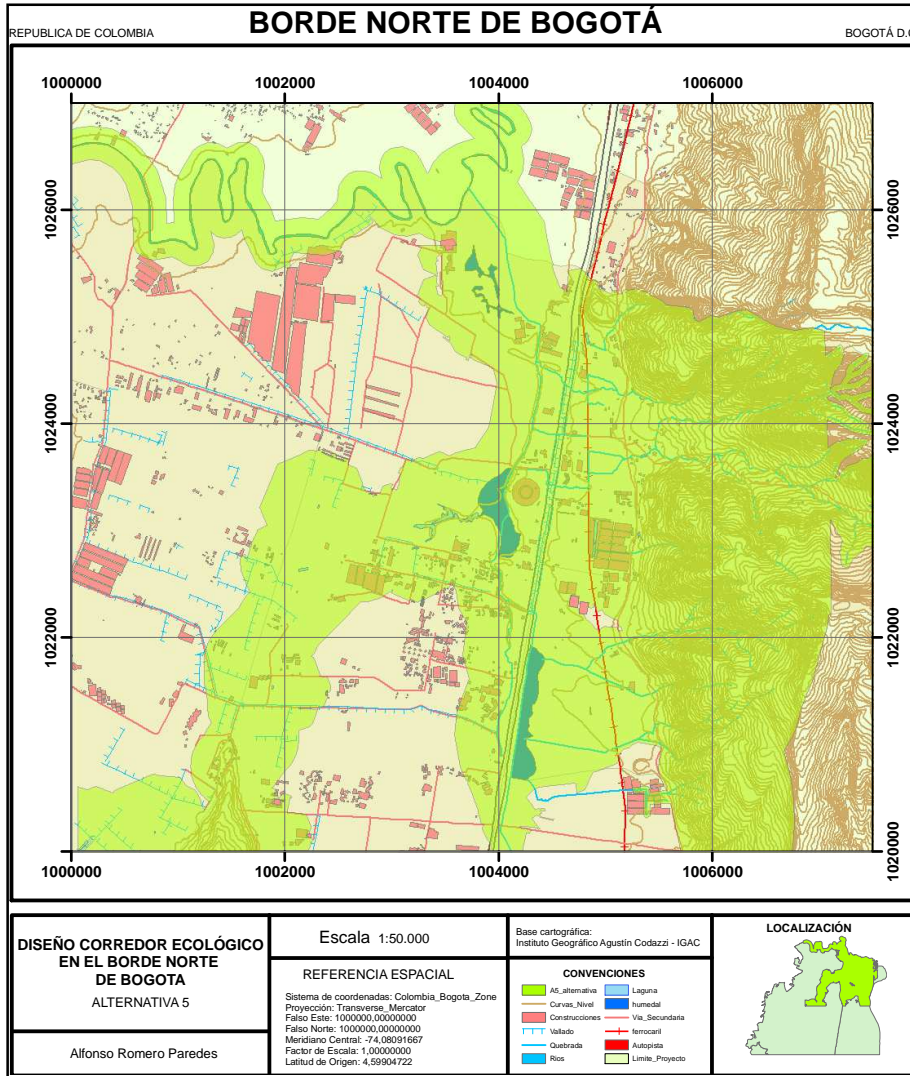 BORDE NORTE DE BOGOTÁ
REPUBLICA DE COLOMBIA
BOGOTÁ D.
1000000 1002000 1004000 1006000
1026000 1026000
1024000 1024000
1022000 1022000
1020000 1020000
1000000 1002000 1004000 1006000
DISEÑO CORREDOR ECOLÓGICO
EN EL BORDE NORTE
DE BOGOTA
ALTERNATIVA 5
Alfonso Romero Paredes
Escala 1:50.000
REFERENCIA ESPACIAL
Sistema de coordenadas: Colombia_Bogota_Zone
Proyección: Transverse_Mercator
Falso Este: 1000000,00000000
Falso Norte: 1000000,00000000
Meridiano Central: -74,08091667
Factor de Escala: 1,00000000
Latitud de Origen: 4,59904722
Base cartográfica:
Instituto Geográfico Agustín Codazzi - IGAC
CONVENCIONES
A5_alternativa
Curvas_Nivel
Construcciones
Vallado
Quebrada
Rios
Laguna
humedal
Via_Secundaria
ferrocaril
Autopista
Limite_Proyecto
LOCALIZACIÓN